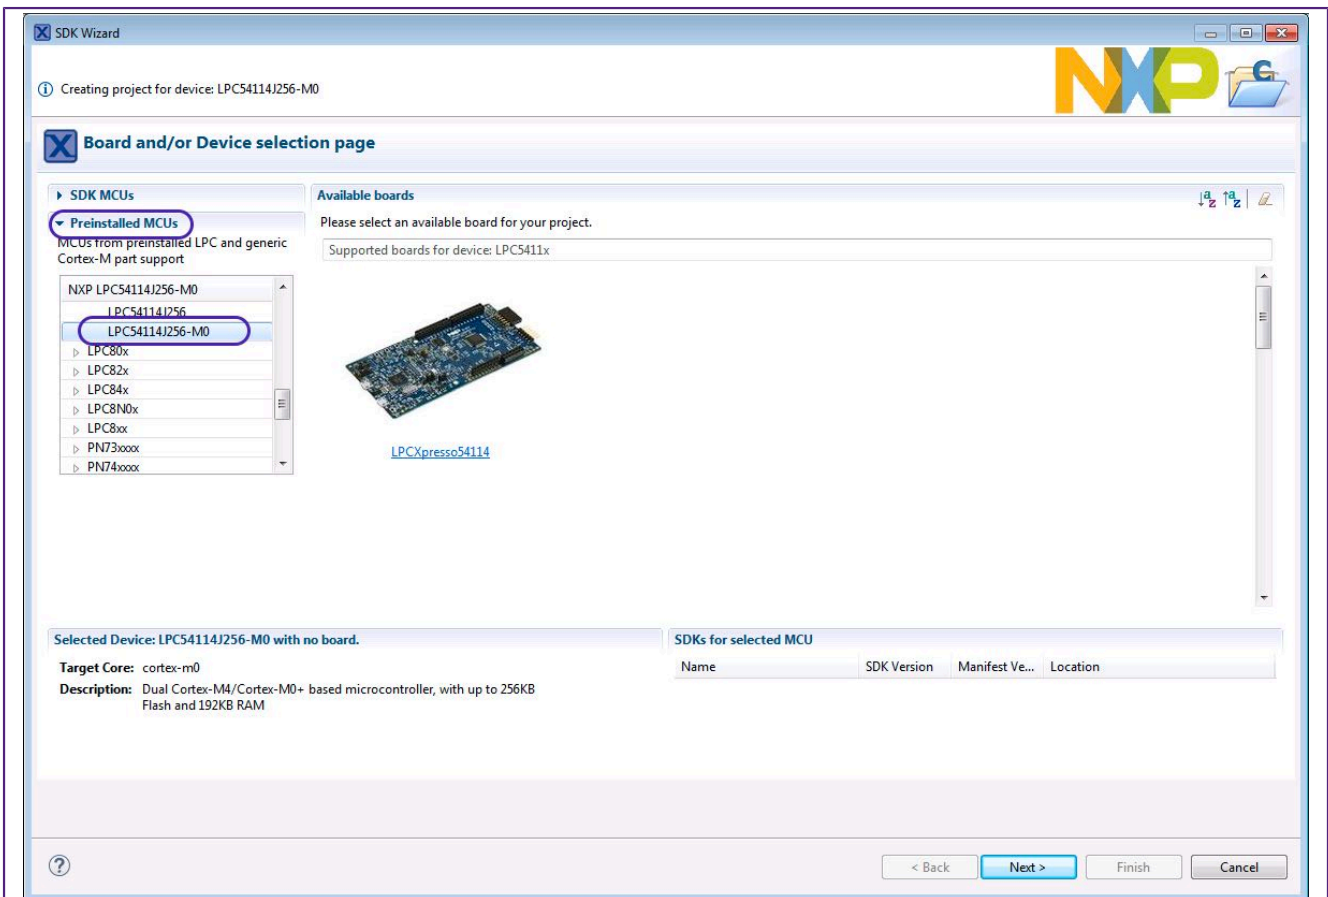 SDK Wizard
Creating project for device: LPC54114J256-M0
NXP
C
Board and/or Device selection page
SDK MCUs
Preinstalled MCUs
MCUs from preinstalled LPC and generic
Cortex-M part support
NXP LPC54114J256-M0
LPC54114J256
LPC54114J256-M0
LPC80x
LPC82x
LPC84x
LPC8N0x
LPC8xx
PN73xxxx
PN74xxxx
Available boards
Please select an available board for your project.
Supported boards for device: LPC5411x
LPCXpresso54114
Selected Device: LPC54114J256-M0 with no board.
Target Core: cortex-m0
Description: Dual Cortex-M4/Cortex-M0+ based microcontroller, with up to 256KB
Flash and 192KB RAM
SDKs for selected MCU
Name SDK Version Manifest Ve... Location
< Back Next > Finish Cancel